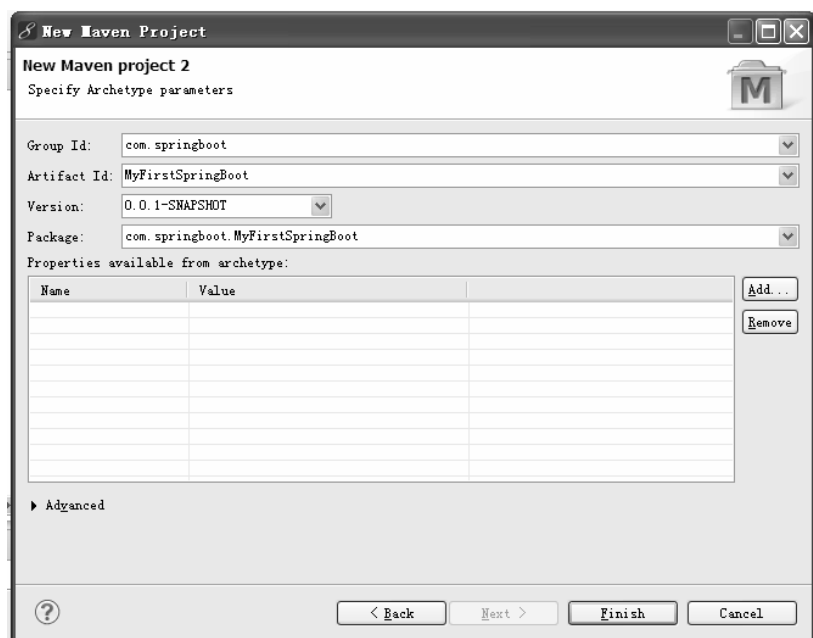 New Maven Project
New Maven project 2
Specify Archetype parameters
M
Group Id: com.springboot
Artifact Id: MyFirstSpringBoot
Version: 0.0.1-SNAPSHOT
Package: com.springboot.MyFirstSpringBoot
Properties available from archetype:
Name Value
Add...
Remove
Advanced
? < Back Next > Finish Cancel